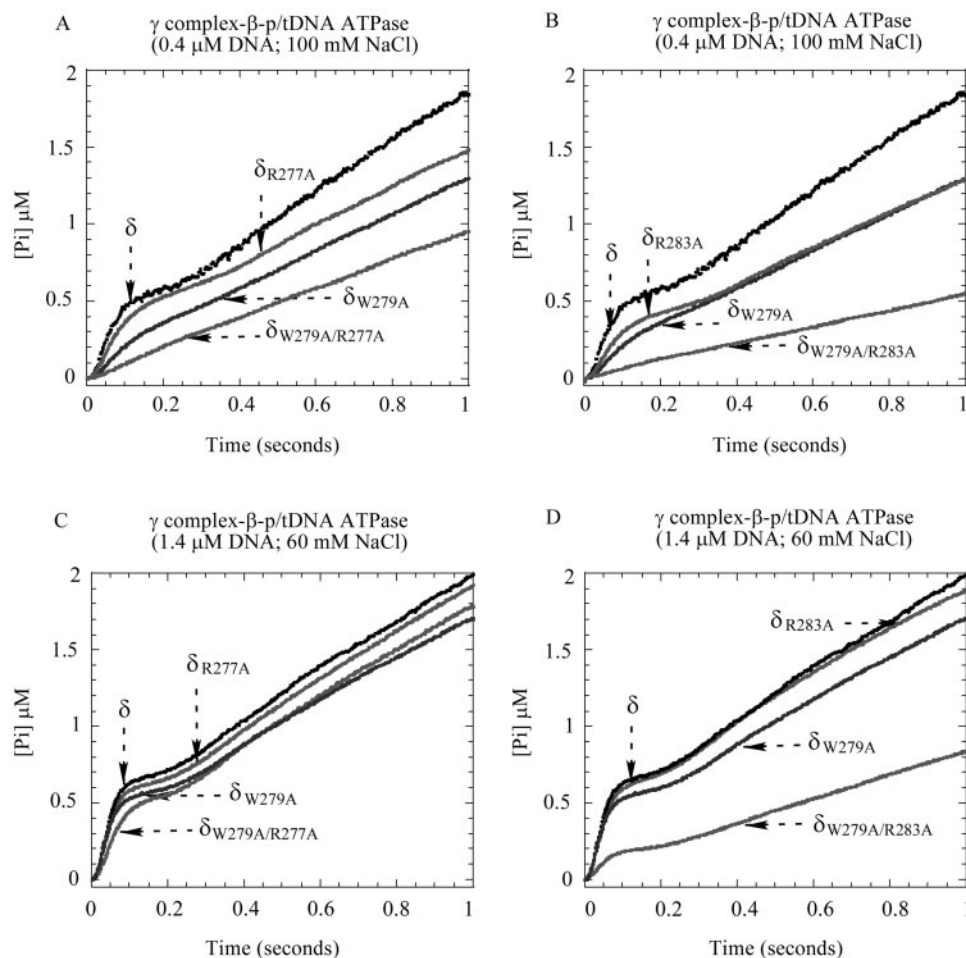 A
γ complex-β-p/tDNA ATPase
(0.4 μM DNA; 100 mM NaCl)
[Pi] μM
2
1.5
1
0.5
0
δ
δR277A
δW279A
δW279A/R277A
0 0.2 0.4 0.6 0.8 1
Time (seconds)
B
γ complex-β-p/tDNA ATPase
(0.4 μM DNA; 100 mM NaCl)
[Pi] μM
2
1.5
1
0.5
0
δ
δR283A
δW279A
δW279A/R283A
0 0.2 0.4 0.6 0.8 1
Time (seconds)
C
γ complex-β-p/tDNA ATPase
(1.4 μM DNA; 60 mM NaCl)
[Pi] μM
2
1.5
1
0.5
0
δ
δR277A
δW279A
δW279A/R277A
0 0.2 0.4 0.6 0.8 1
Time (seconds)
D
γ complex-β-p/tDNA ATPase
(1.4 μM DNA; 60 mM NaCl)
[Pi] μM
2
1.5
1
0.5
0
δR283A
δ
δW279A
δW279A/R283A
0 0.2 0.4 0.6 0.8 1
Time (seconds)